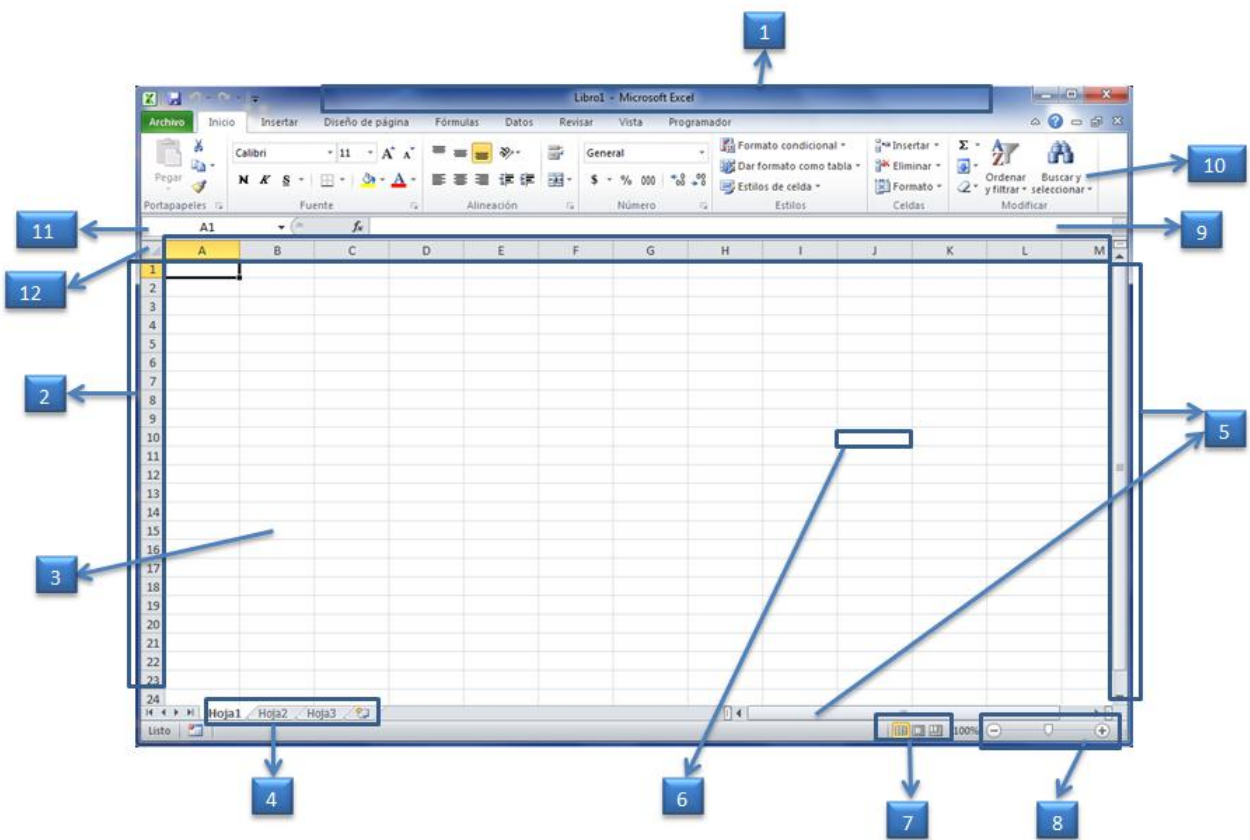 1
Libro1 - Microsoft Excel
Archivo Inicio Insertar Diseño de página Fórmulas Datos Revisar Vista Programador
Calibri 11 A A General Formato condicional Insertar Σ
Pegar Dar formato como tabla Eliminar Ordenar y filtrar Buscar y seleccionar 10
N K S A $ % 000 Estilos de celda Formato
Portapapeles Fuente Alineación Número Estilos Celdas Modificar
11 A1 fx 9
A B C D E F G H I J K L M
12
1
2
3
4
5
6
7
8
9
10
11
12
13
14
15
16
17
18
19
20
21
22
23
24
2
5
3
Hoja1 Hoja2 Hoja3
Listo 100%
4 6 7 8